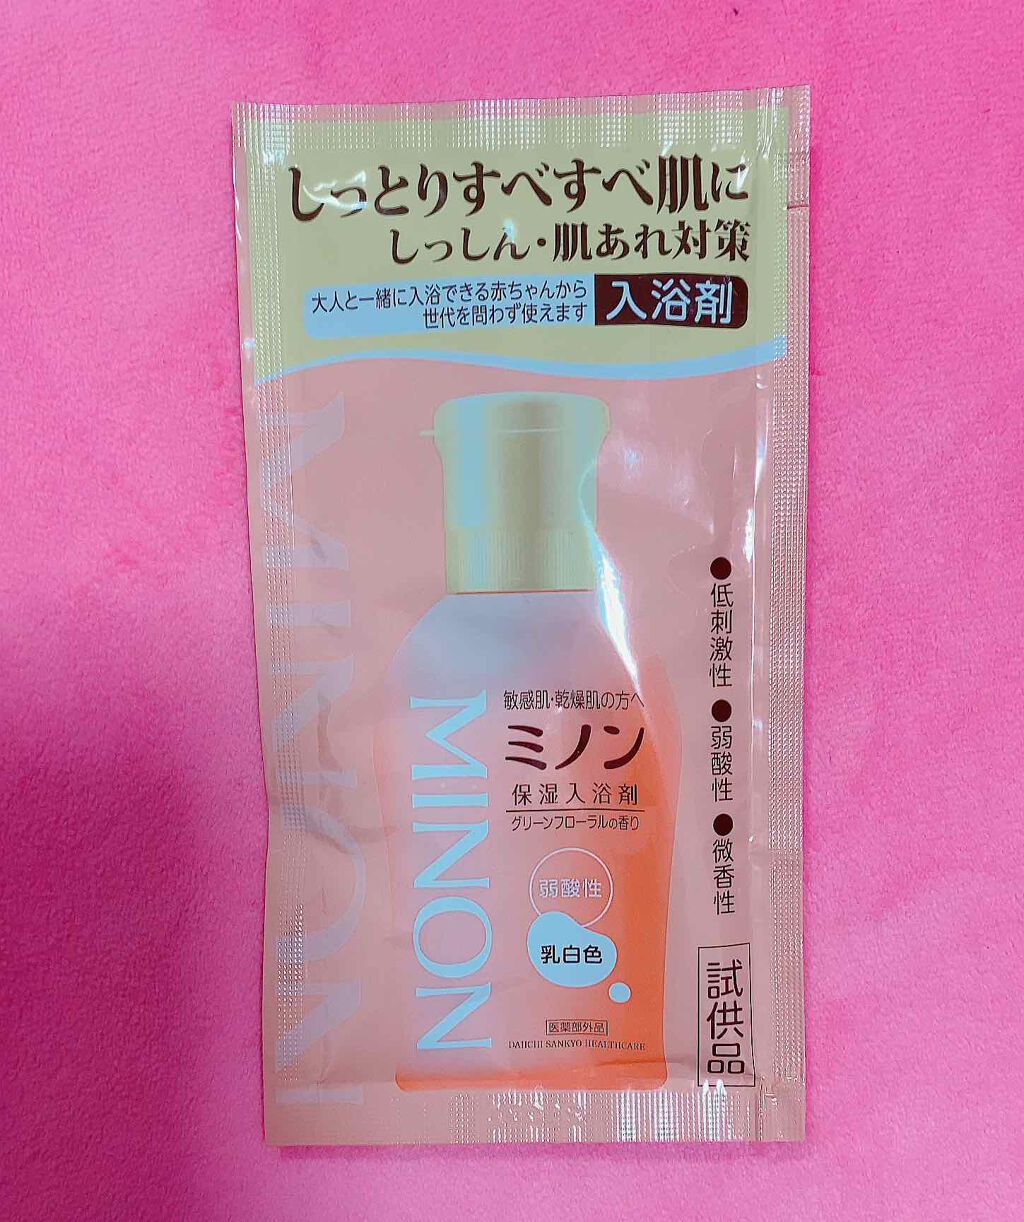 しっとりすべすべ肌に
しっしん・肌あれ対策
大人と一緒に入浴できる赤ちゃんから
世代を問わず使えます
入浴剤
MINON
MINON
敏感肌・乾燥肌の方へ
ミノン
保湿入浴剤
グリーンフローラルの香り
弱酸性
乳白色
医薬部外品
DAIICHI SANKYO HEALTHCARE
●低刺激性 ●弱酸性 ●微香性
試供品